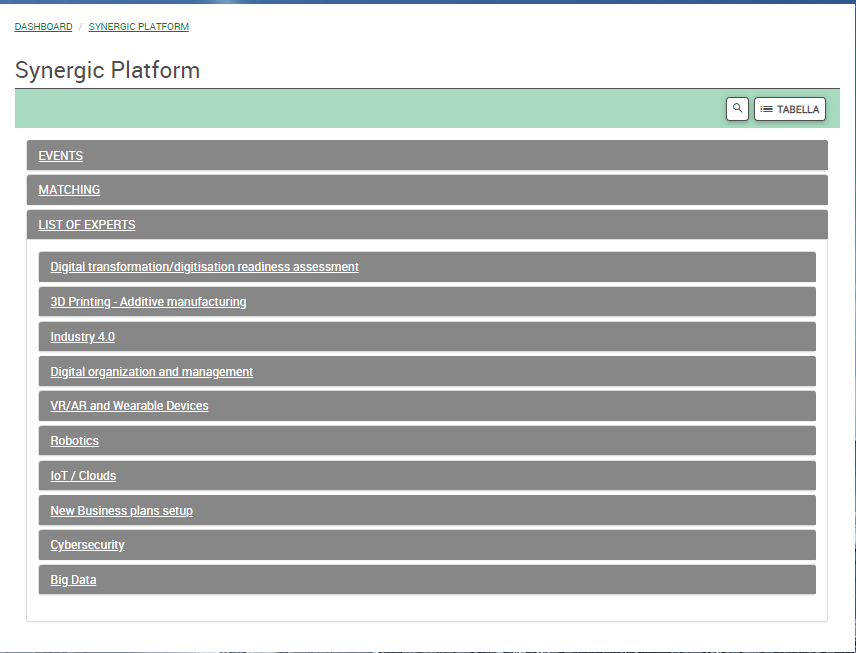 DASHBOARD / SYNERGIC PLATFORM
Synergic Platform
TABELLA
EVENTS
MATCHING
LIST OF EXPERTS
Digital transformation/digitisation readiness assessment
3D Printing - Additive manufacturing
Industry 4.0
Digital organization and management
VR/AR and Wearable Devices
Robotics
IoT / Clouds
New Business plans setup
Cybersecurity
Big Data